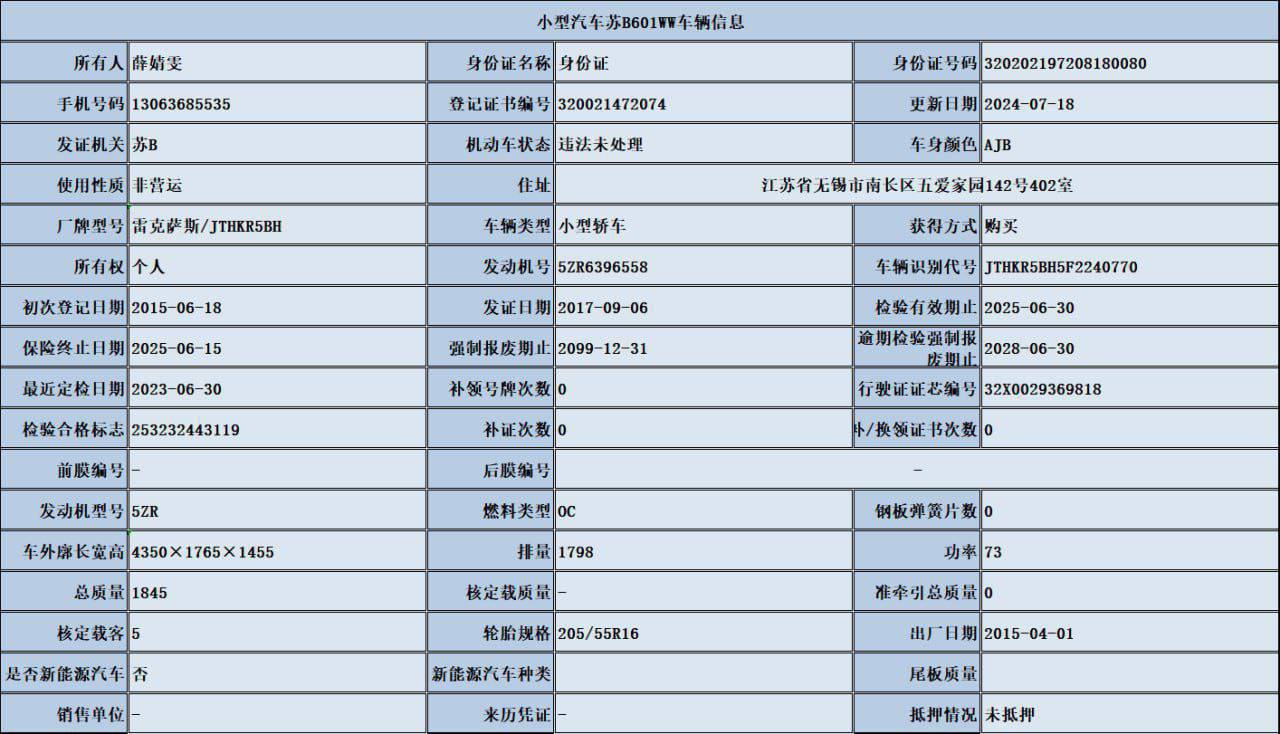 小型汽车苏B601WW车辆信息
所有人 薛婧雯 身份证名称 身份证 身份证号码 320202197208180080
手机号码 13063685535 登记证书编号 320021472074 更新日期 2024-07-18
发证机关 苏B 机动车状态 违法未处理 车身颜色 AJB
使用性质 非营运 住址 江苏省无锡市南长区五爱家园142号402室
厂牌型号 雷克萨斯/JTHKR5BH 车辆类型 小型轿车 获得方式 购买
所有权 个人 发动机号 5ZR6396558 车辆识别代号 JTHKR5BH5F2240770
初次登记日期 2015-06-18 发证日期 2017-09-06 检验有效期止 2025-06-30
保险终止日期 2025-06-15 强制报废期止 2099-12-31 逾期检验强制报
废期止 2028-06-30
最近定检日期 2023-06-30 补领号牌次数 0 行驶证证芯编号 32X0029369818
检验合格标志 253232443119 补证次数 0 补/换领证书次数 0
前膜编号 - 后膜编号 -
发动机型号 5ZR 燃料类型 OC 钢板弹簧片数 0
车外廓长宽高 4350×1765×1455 排量 1798 功率 73
总质量 1845 核定载质量 - 准牵引总质量 0
核定载客 5 轮胎规格 205/55R16 出厂日期 2015-04-01
是否新能源汽车 否 新能源汽车种类 尾板质量
销售单位 - 来历凭证 - 抵押情况 未抵押